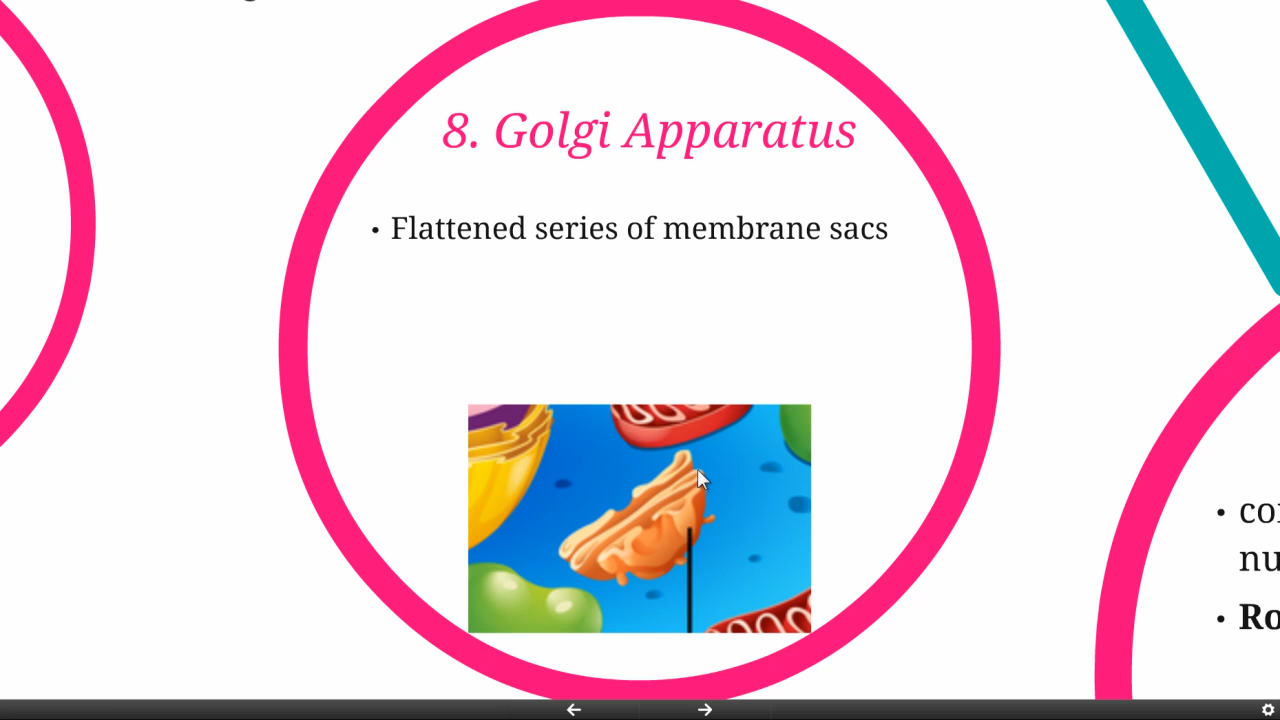 8. Golgi Apparatus
• Flattened series of membrane sacs